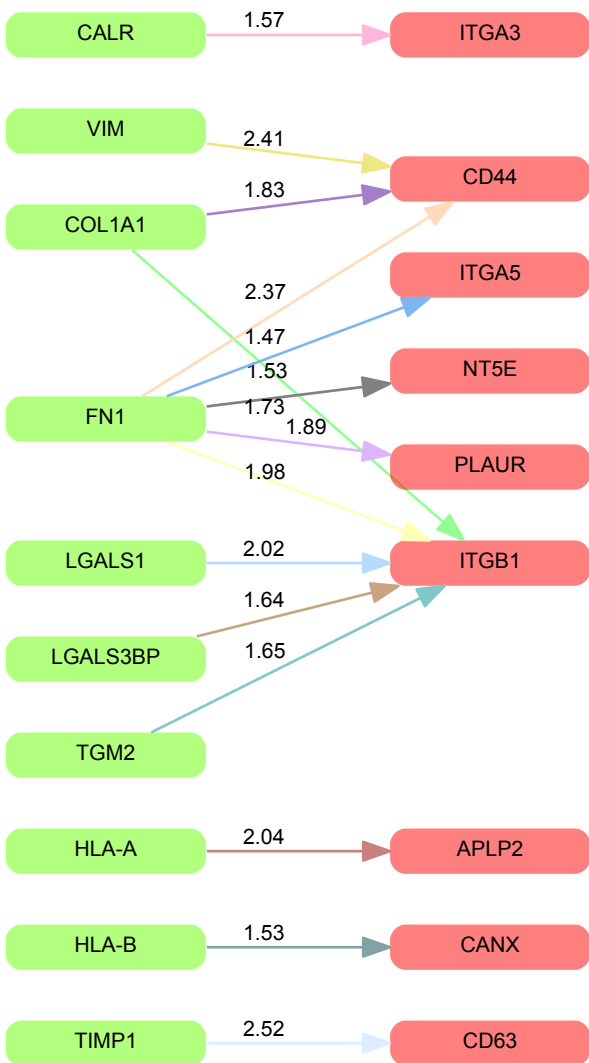 CALR 1.57 ITGA3
VIM 2.41
CD44
COL1A1 1.83
ITGA5
2.37
1.47
1.53 NT5E
FN1 1.73
1.89
PLAUR
1.98
LGALS1 2.02 ITGB1
1.64
LGALS3BP 1.65
TGM2
HLA-A 2.04 APLP2
HLA-B 1.53 CANX
TIMP1 2.52 CD63